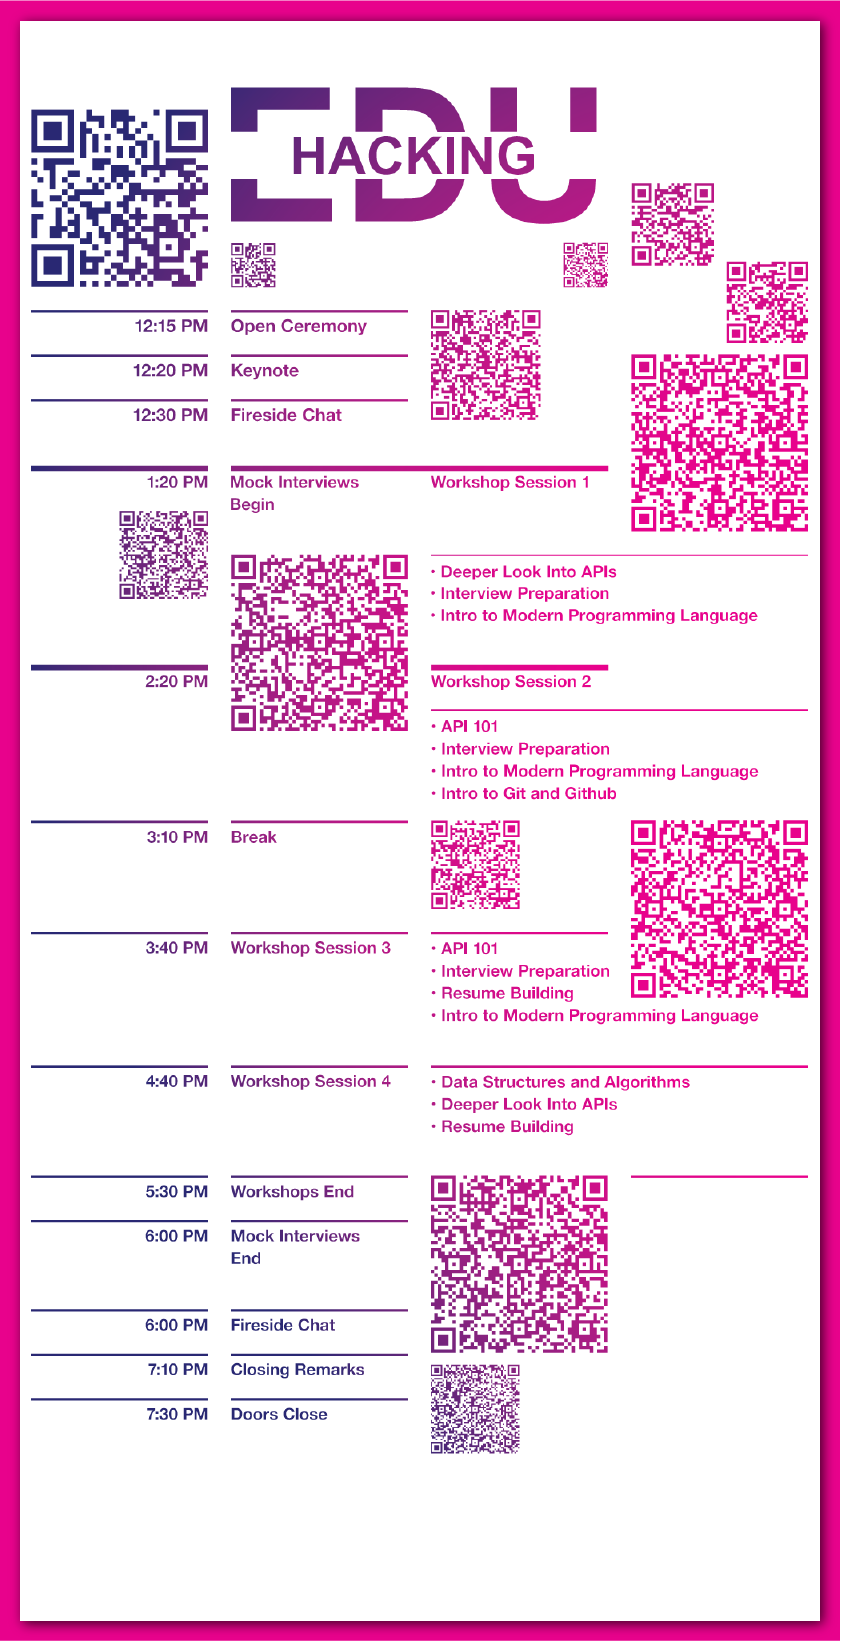 EDU
HACKING
12:15 PM Open Ceremony
12:20 PM Keynote
12:30 PM Fireside Chat
1:20 PM Mock Interviews Workshop Session 1
Begin
• Deeper Look Into APIs
• Interview Preparation
• Intro to Modern Programming Language
2:20 PM Workshop Session 2
• API 101
• Interview Preparation
• Intro to Modern Programming Language
• Intro to Git and Github
3:10 PM Break
3:40 PM Workshop Session 3 • API 101
• Interview Preparation
• Resume Building
• Intro to Modern Programming Language
4:40 PM Workshop Session 4 • Data Structures and Algorithms
• Deeper Look Into APIs
• Resume Building
5:30 PM Workshops End
6:00 PM Mock Interviews
End
6:00 PM Fireside Chat
7:10 PM Closing Remarks
7:30 PM Doors Close